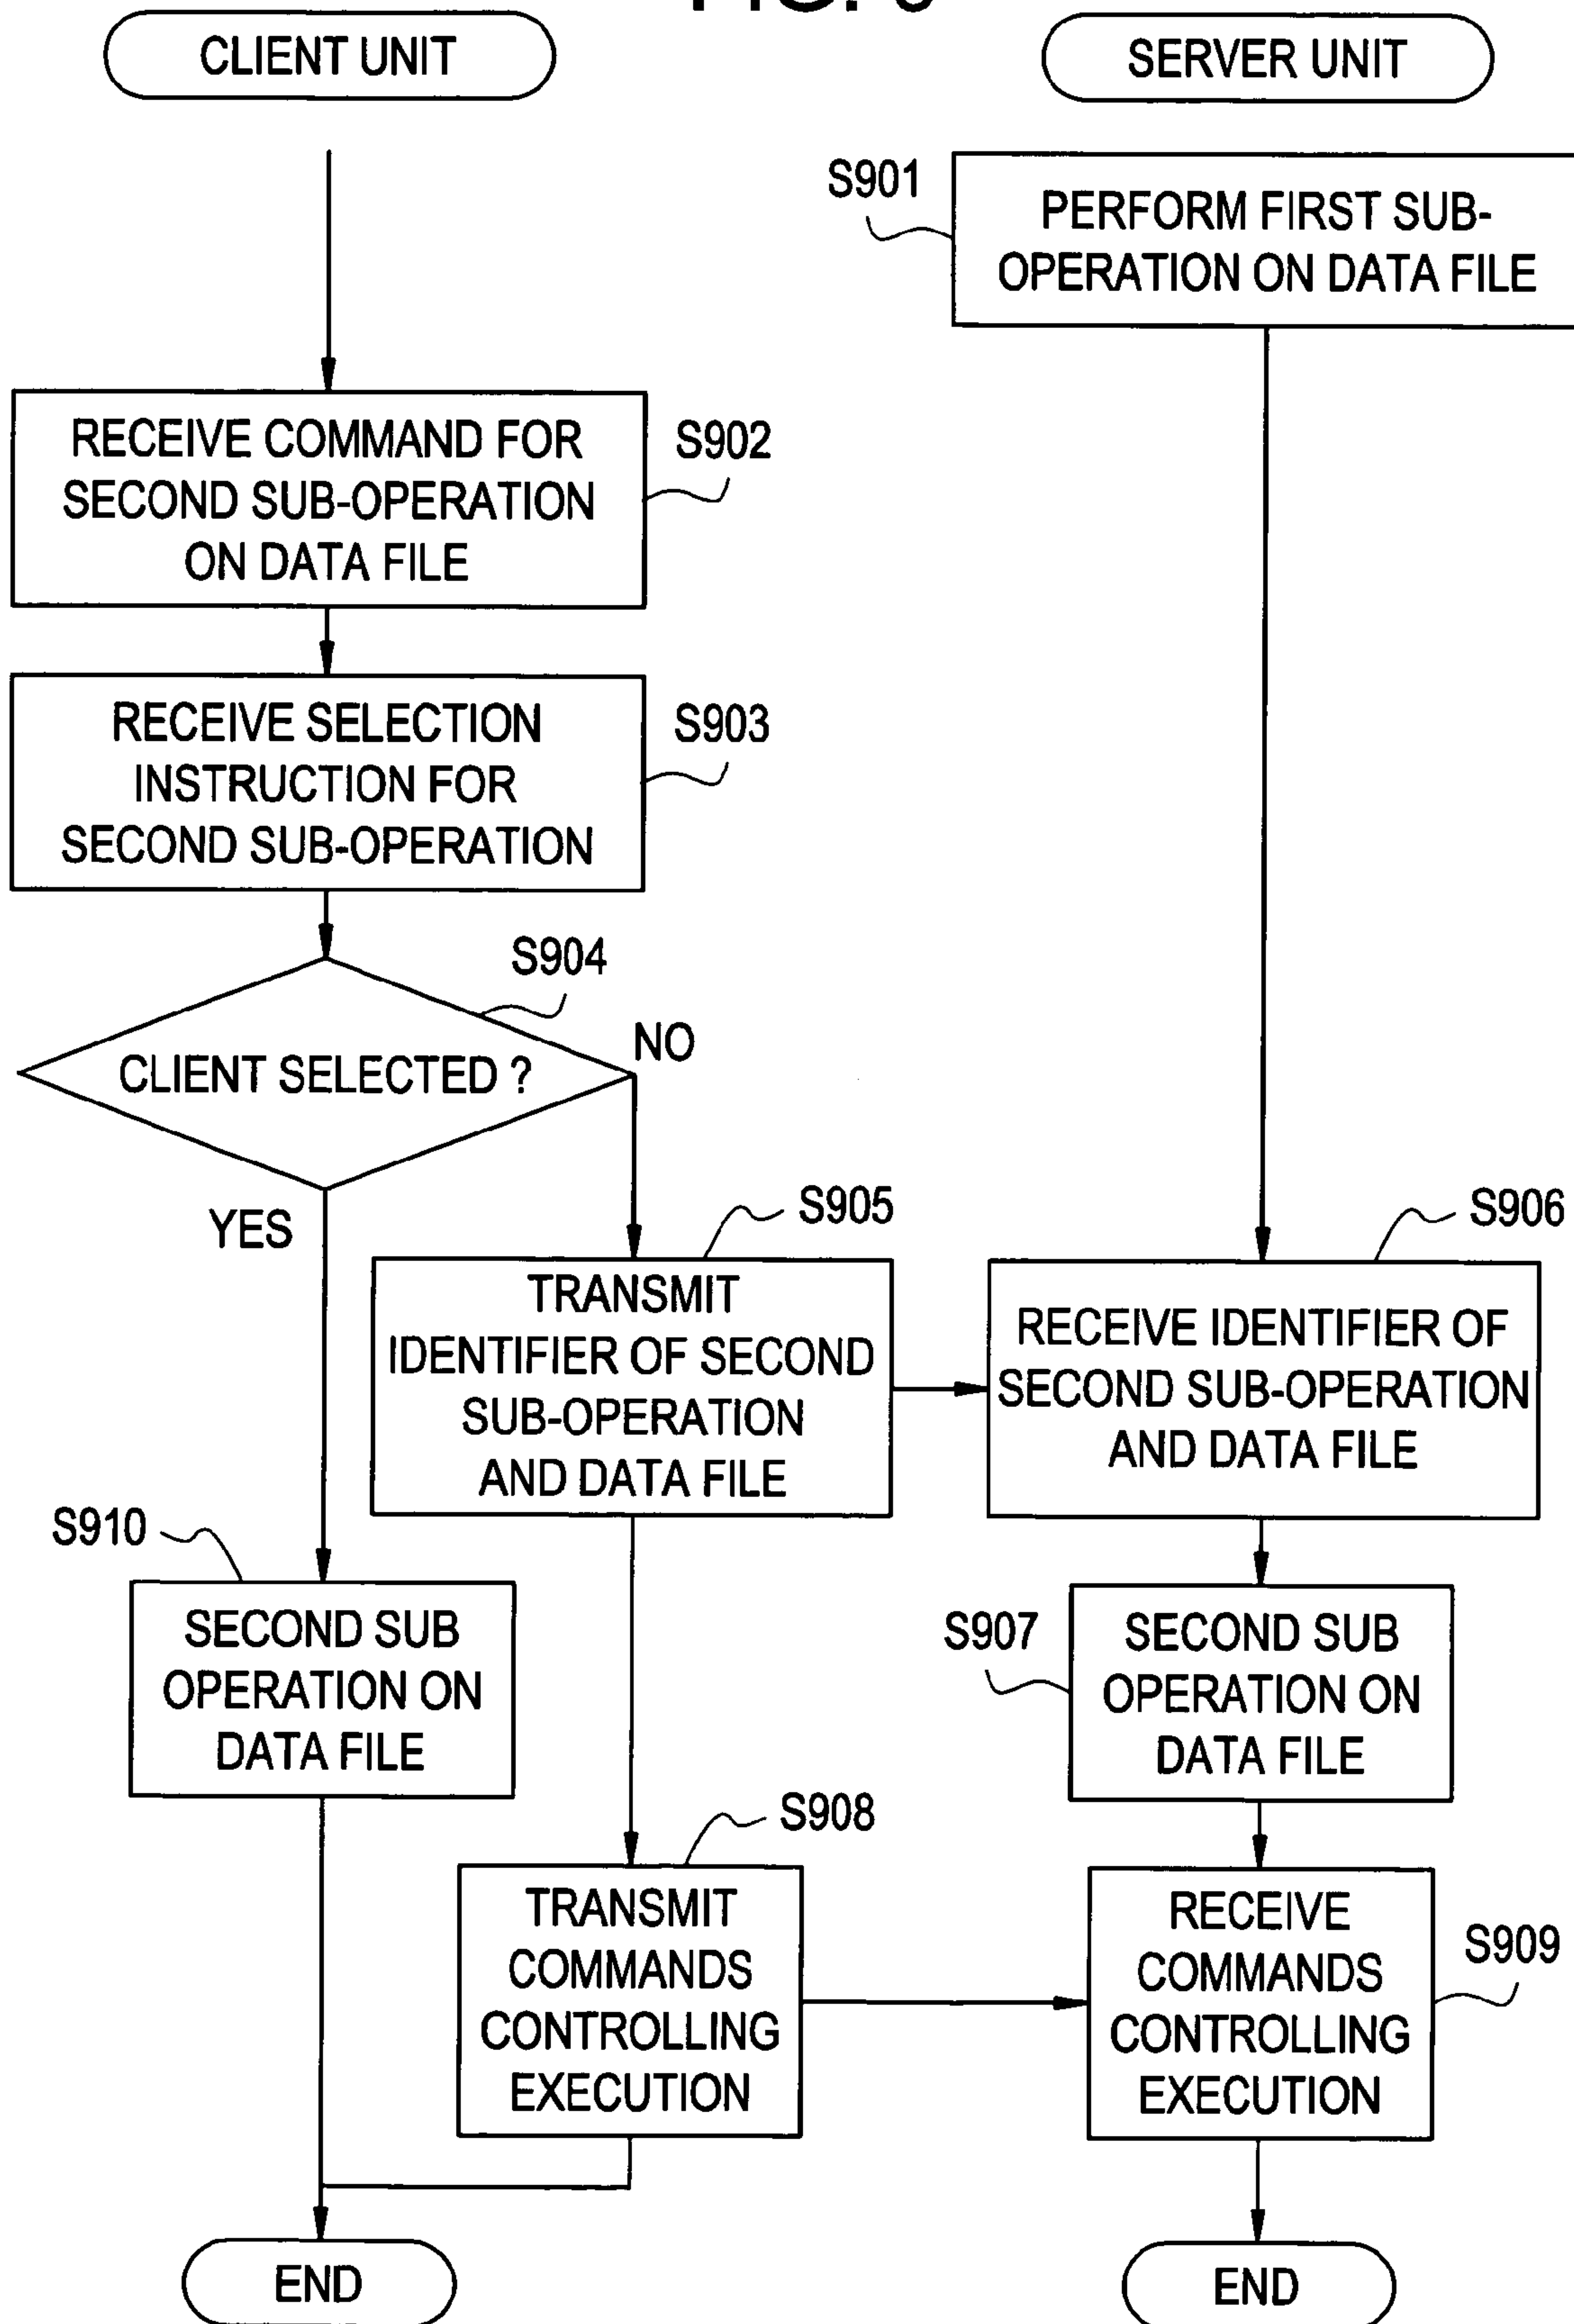 CLIENT UNIT
SERVER UNIT
S901
PERFORM FIRST SUB-
OPERATION ON DATA FILE
RECEIVE COMMAND FOR
SECOND SUB-OPERATION
ON DATA FILE
S902
RECEIVE SELECTION
INSTRUCTION FOR
SECOND SUB-OPERATION
S903
S904
CLIENT SELECTED ?
NO
YES
S905
TRANSMIT
IDENTIFIER OF SECOND
SUB-OPERATION
AND DATA FILE
S906
RECEIVE IDENTIFIER OF
SECOND SUB-OPERATION
AND DATA FILE
S910
SECOND SUB
OPERATION ON
DATA FILE
S907
SECOND SUB
OPERATION ON
DATA FILE
S908
TRANSMIT
COMMANDS
CONTROLLING
EXECUTION
RECEIVE
COMMANDS
CONTROLLING
EXECUTION
S909
END
END